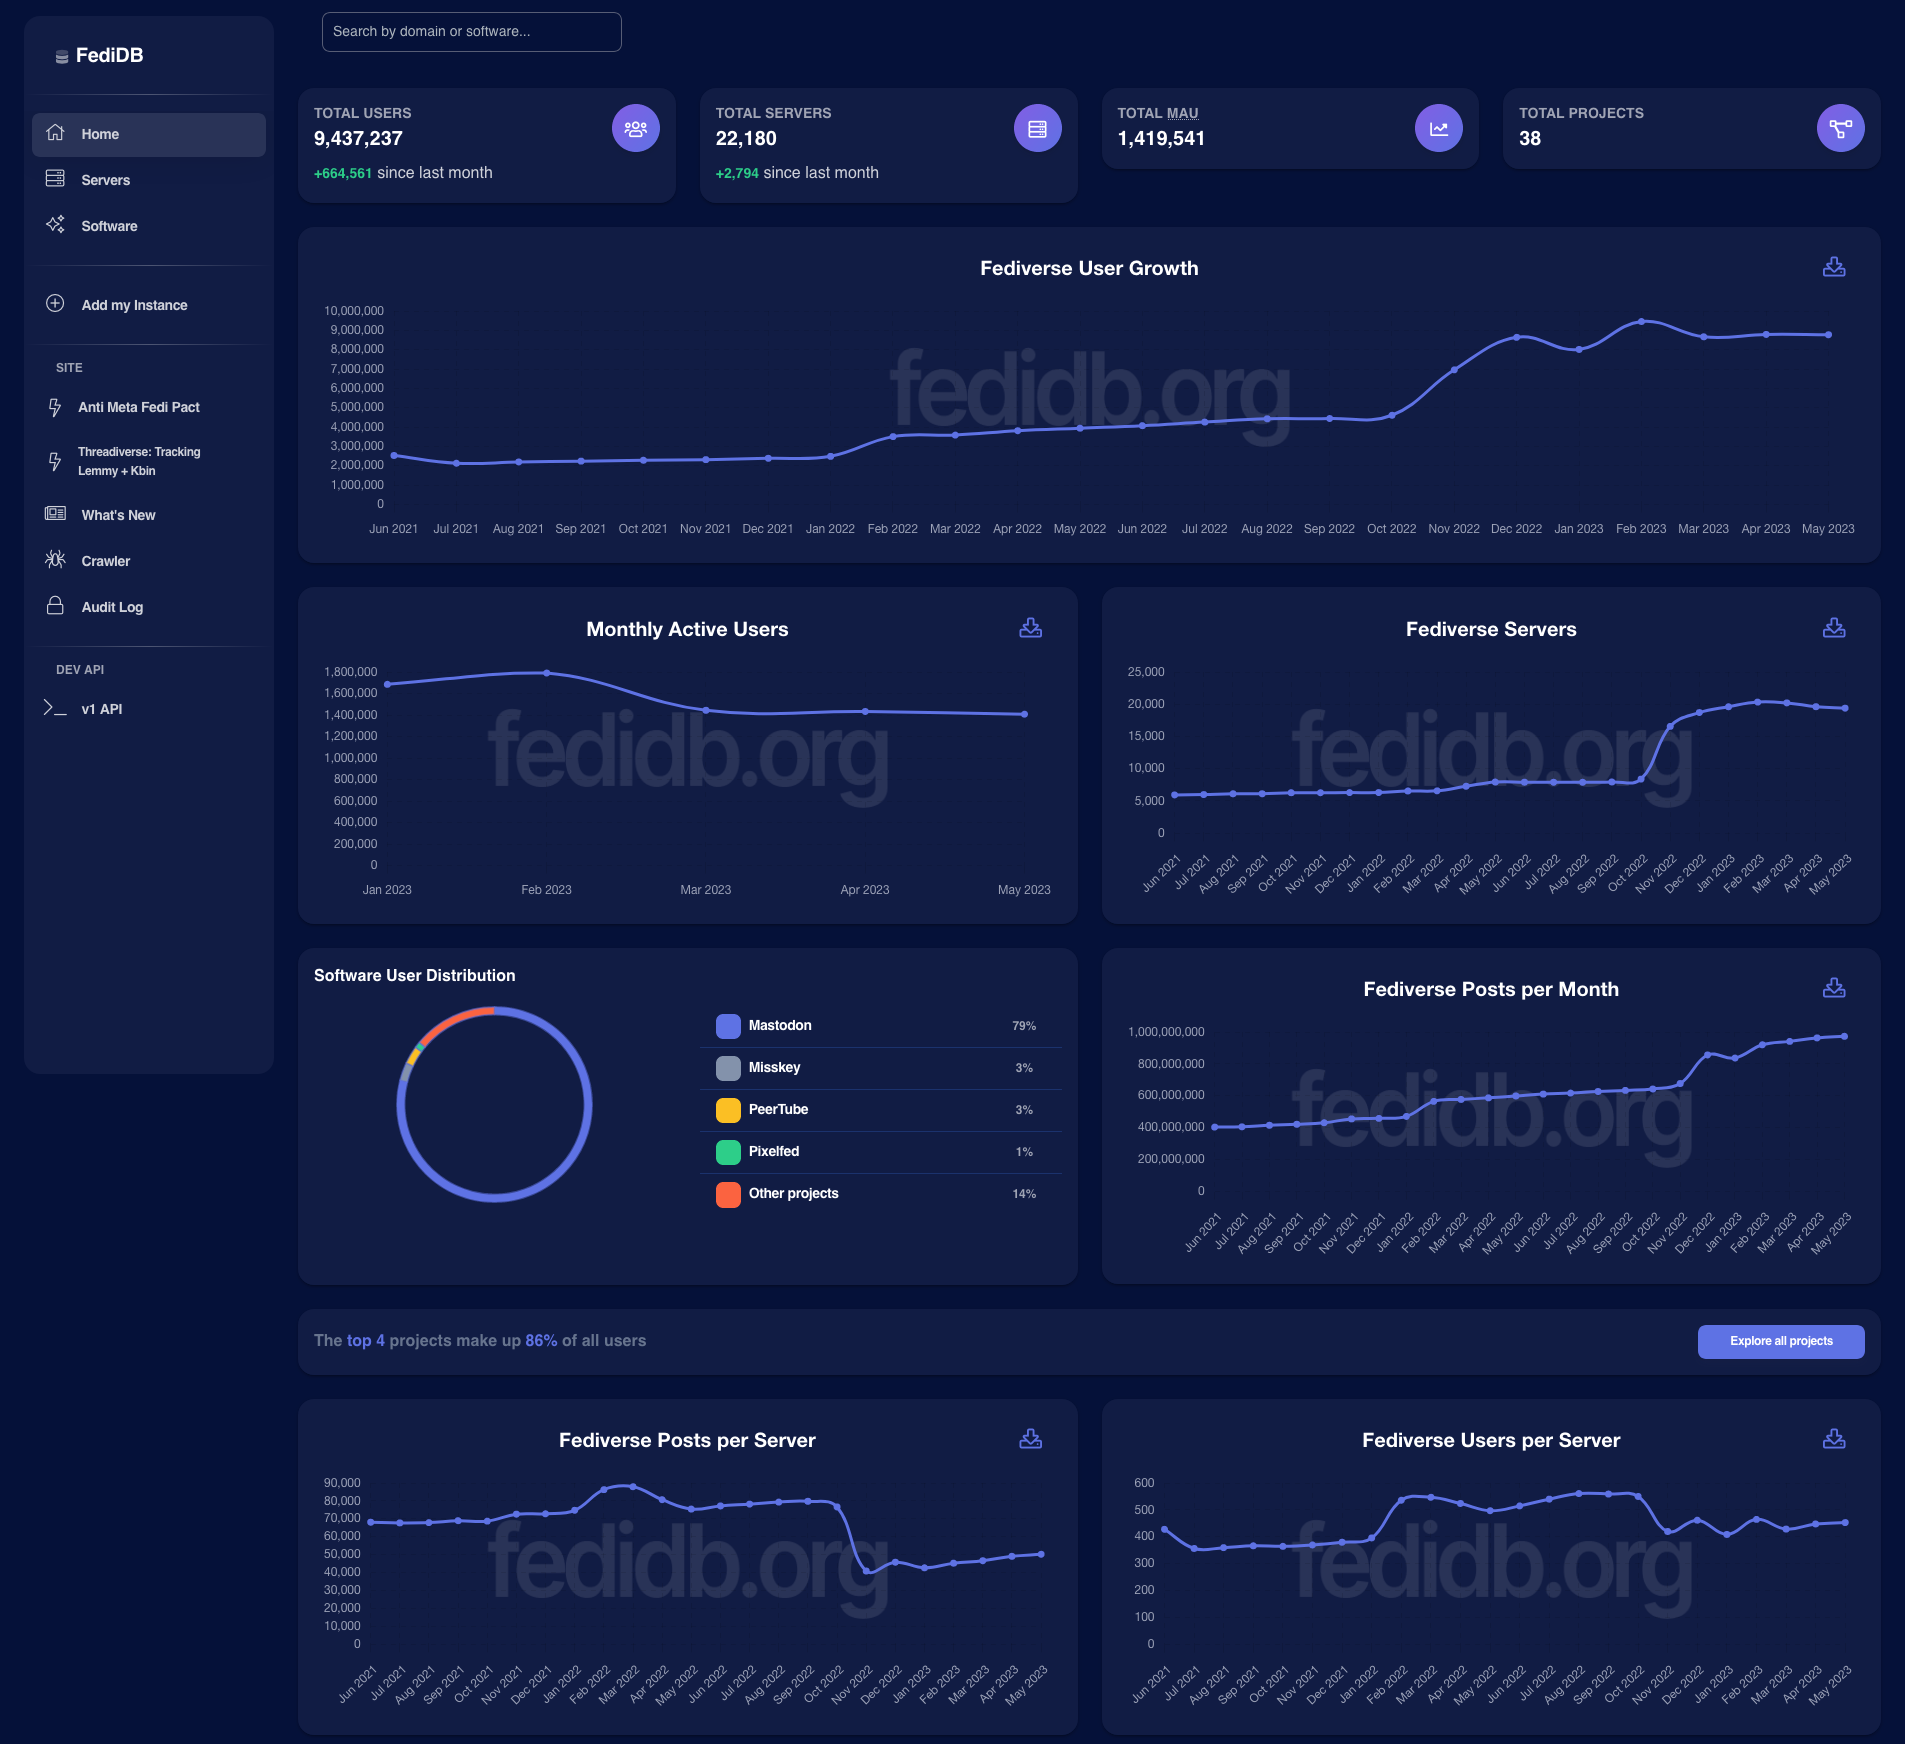 FediDB
Search by domain or software...
Home
Servers
Software
Add my Instance
SITE
Anti Meta Fedi Pact
Threadiverse: Tracking
Lemmy + Kbin
What's New
Crawler
Audit Log
DEV API
v1 API
TOTAL USERS
9,437,237
+664,561 since last month
TOTAL SERVERS
22,180
+2,794 since last month
TOTAL MAU
1,419,541
TOTAL PROJECTS
38
Fediverse User Growth
fedidb.org
10,000,000
9,000,000
8,000,000
7,000,000
6,000,000
5,000,000
4,000,000
3,000,000
2,000,000
1,000,000
0
Jun 2021 Jul 2021 Aug 2021 Sep 2021 Oct 2021 Nov 2021 Dec 2021 Jan 2022 Feb 2022 Mar 2022 Apr 2022 May 2022 Jun 2022 Jul 2022 Aug 2022 Sep 2022 Oct 2022 Nov 2022 Dec 2022 Jan 2023 Feb 2023 Mar 2023 Apr 2023 May 2023
Monthly Active Users
fedidb.org
1,800,000
1,600,000
1,400,000
1,200,000
1,000,000
800,000
600,000
400,000
200,000
0
Jan 2023 Feb 2023 Mar 2023 Apr 2023 May 2023
Fediverse Servers
fedidb.org
25,000
20,000
15,000
10,000
5,000
0
Jun 2021 Jul 2021 Aug 2021 Sep 2021 Oct 2021 Nov 2021 Dec 2021 Jan 2022 Feb 2022 Mar 2022 Apr 2022 May 2022 Jun 2022 Jul 2022 Aug 2022 Sep 2022 Oct 2022 Nov 2022 Dec 2022 Jan 2023 Feb 2023 Mar 2023 Apr 2023 May 2023
Software User Distribution
Mastodon 79%
Misskey 3%
PeerTube 3%
Pixelfed 1%
Other projects 14%
Fediverse Posts per Month
fedidb.org
1,000,000,000
800,000,000
600,000,000
400,000,000
200,000,000
0
Jun 2021 Jul 2021 Aug 2021 Sep 2021 Oct 2021 Nov 2021 Dec 2021 Jan 2022 Feb 2022 Mar 2022 Apr 2022 May 2022 Jun 2022 Jul 2022 Aug 2022 Sep 2022 Oct 2022 Nov 2022 Dec 2022 Jan 2023 Feb 2023 Mar 2023 Apr 2023 May 2023
The top 4 projects make up 86% of all users
Explore all projects
Fediverse Posts per Server
fedidb.org
90,000
80,000
70,000
60,000
50,000
40,000
30,000
20,000
10,000
0
Jun 2021 Jul 2021 Aug 2021 Sep 2021 Oct 2021 Nov 2021 Dec 2021 Jan 2022 Feb 2022 Mar 2022 Apr 2022 May 2022 Jun 2022 Jul 2022 Aug 2022 Sep 2022 Oct 2022 Nov 2022 Dec 2022 Jan 2023 Feb 2023 Mar 2023 Apr 2023 May 2023
Fediverse Users per Server
fedidb.org
600
500
400
300
200
100
0
Jun 2021 Jul 2021 Aug 2021 Sep 2021 Oct 2021 Nov 2021 Dec 2021 Jan 2022 Feb 2022 Mar 2022 Apr 2022 May 2022 Jun 2022 Jul 2022 Aug 2022 Sep 2022 Oct 2022 Nov 2022 Dec 2022 Jan 2023 Feb 2023 Mar 2023 Apr 2023 May 2023